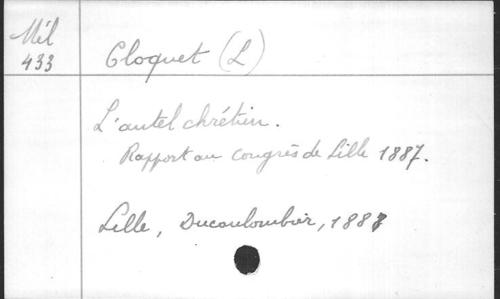 Mél
433
Cloquet (L)
L'autel chrétien.
Rapport au Congrès de Lille 1887.
Lille, Ducoulombier, 1887